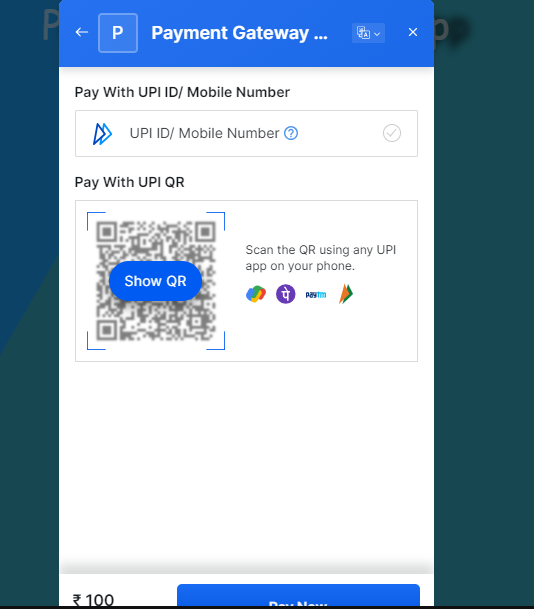 P
Payment Gateway ...
p
Pay With UPI ID/ Mobile Number
UPI ID/ Mobile Number ?
Pay With UPI QR
Show QR
Scan the QR using any UPI
app on your phone.
पे paytm
₹ 100
Pay Now